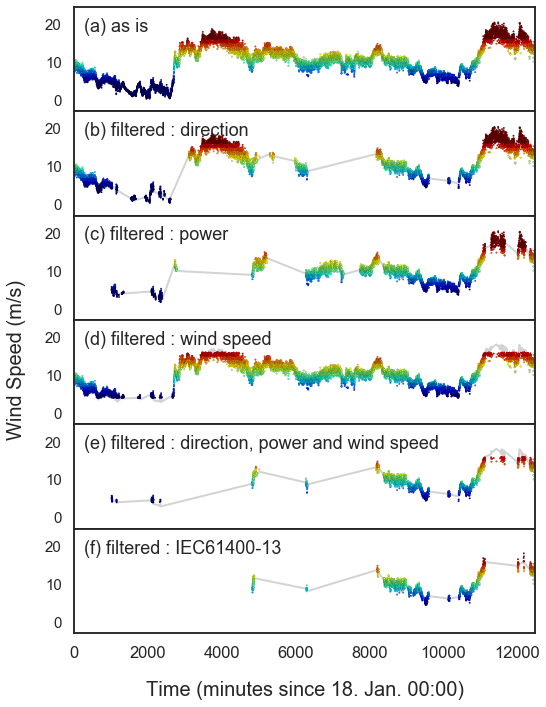 (a) as is
20
10
0
(b) filtered : direction
20
10
0
(c) filtered : power
20
10
0
(d) filtered : wind speed
20
10
0
(e) filtered : direction, power and wind speed
20
10
0
(f) filtered : IEC61400-13
20
10
0
Wind Speed (m/s)
0 2000 4000 6000 8000 10000 12000
Time (minutes since 18. Jan. 00:00)